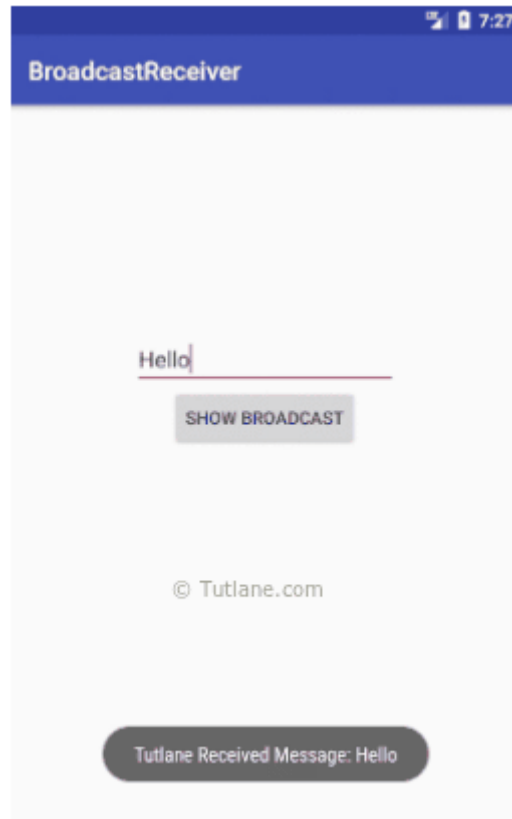 7:27
BroadcastReceiver
Hello
SHOW BROADCAST
© Tutlane.com
Tutlane Received Message: Hello